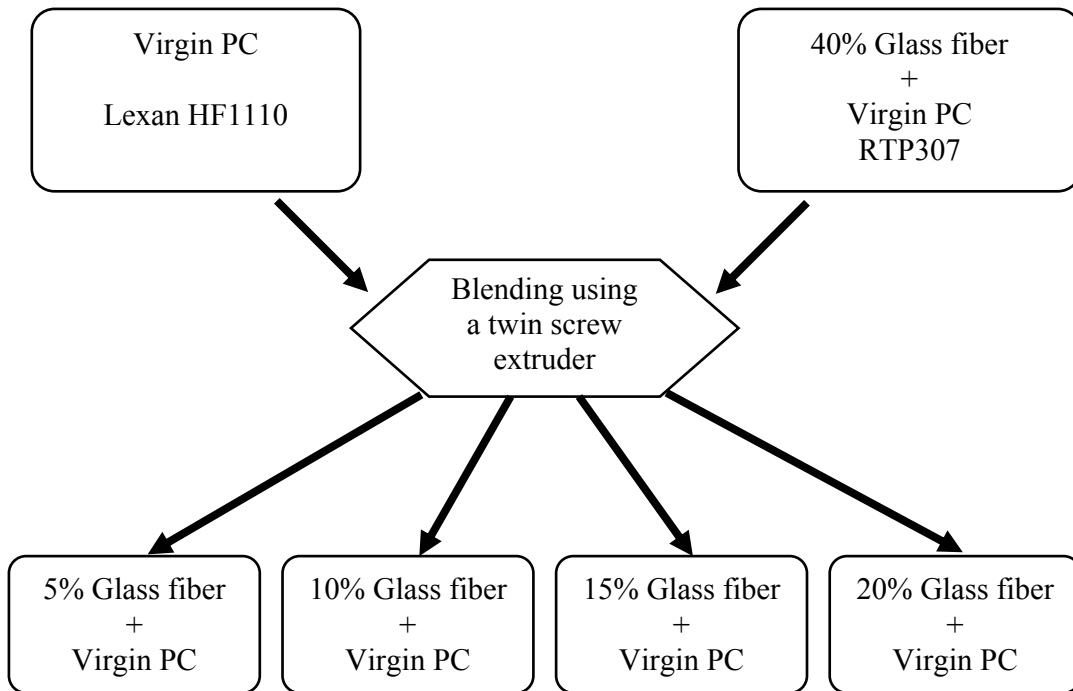 Virgin PC
Lexan HF1110
40% Glass fiber
+
Virgin PC
RTP307
Blending using
a twin screw
extruder
5% Glass fiber
+
Virgin PC
10% Glass fiber
+
Virgin PC
15% Glass fiber
+
Virgin PC
20% Glass fiber
+
Virgin PC